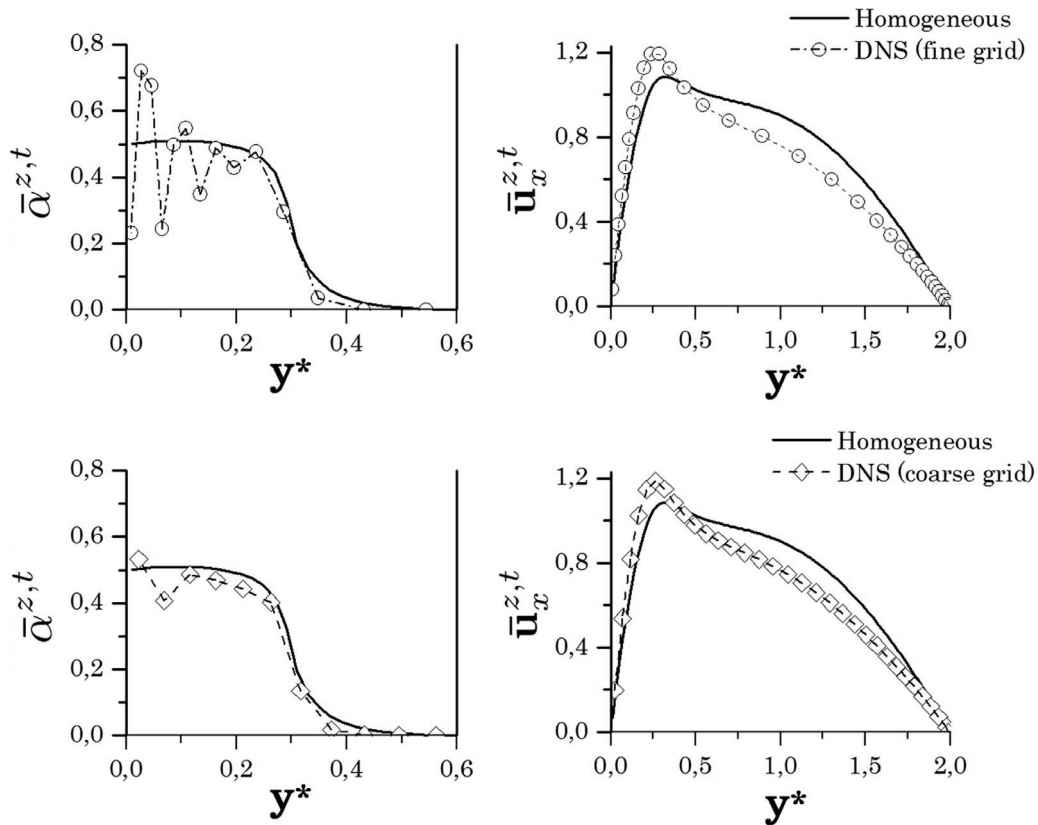 Homogeneous
DNS (fine grid)
0,8
0,6
0,4
0,2
0,0
ᾱ^{z,t}
0,0 0,2 0,4 0,6
y*
1,2
0,8
0,4
0,0
ū_x^{z,t}
0,0 0,5 1,0 1,5 2,0
y*
Homogeneous
DNS (coarse grid)
0,8
0,6
0,4
0,2
0,0
ᾱ^{z,t}
0,0 0,2 0,4 0,6
y*
1,2
0,8
0,4
0,0
ū_x^{z,t}
0,0 0,5 1,0 1,5 2,0
y*